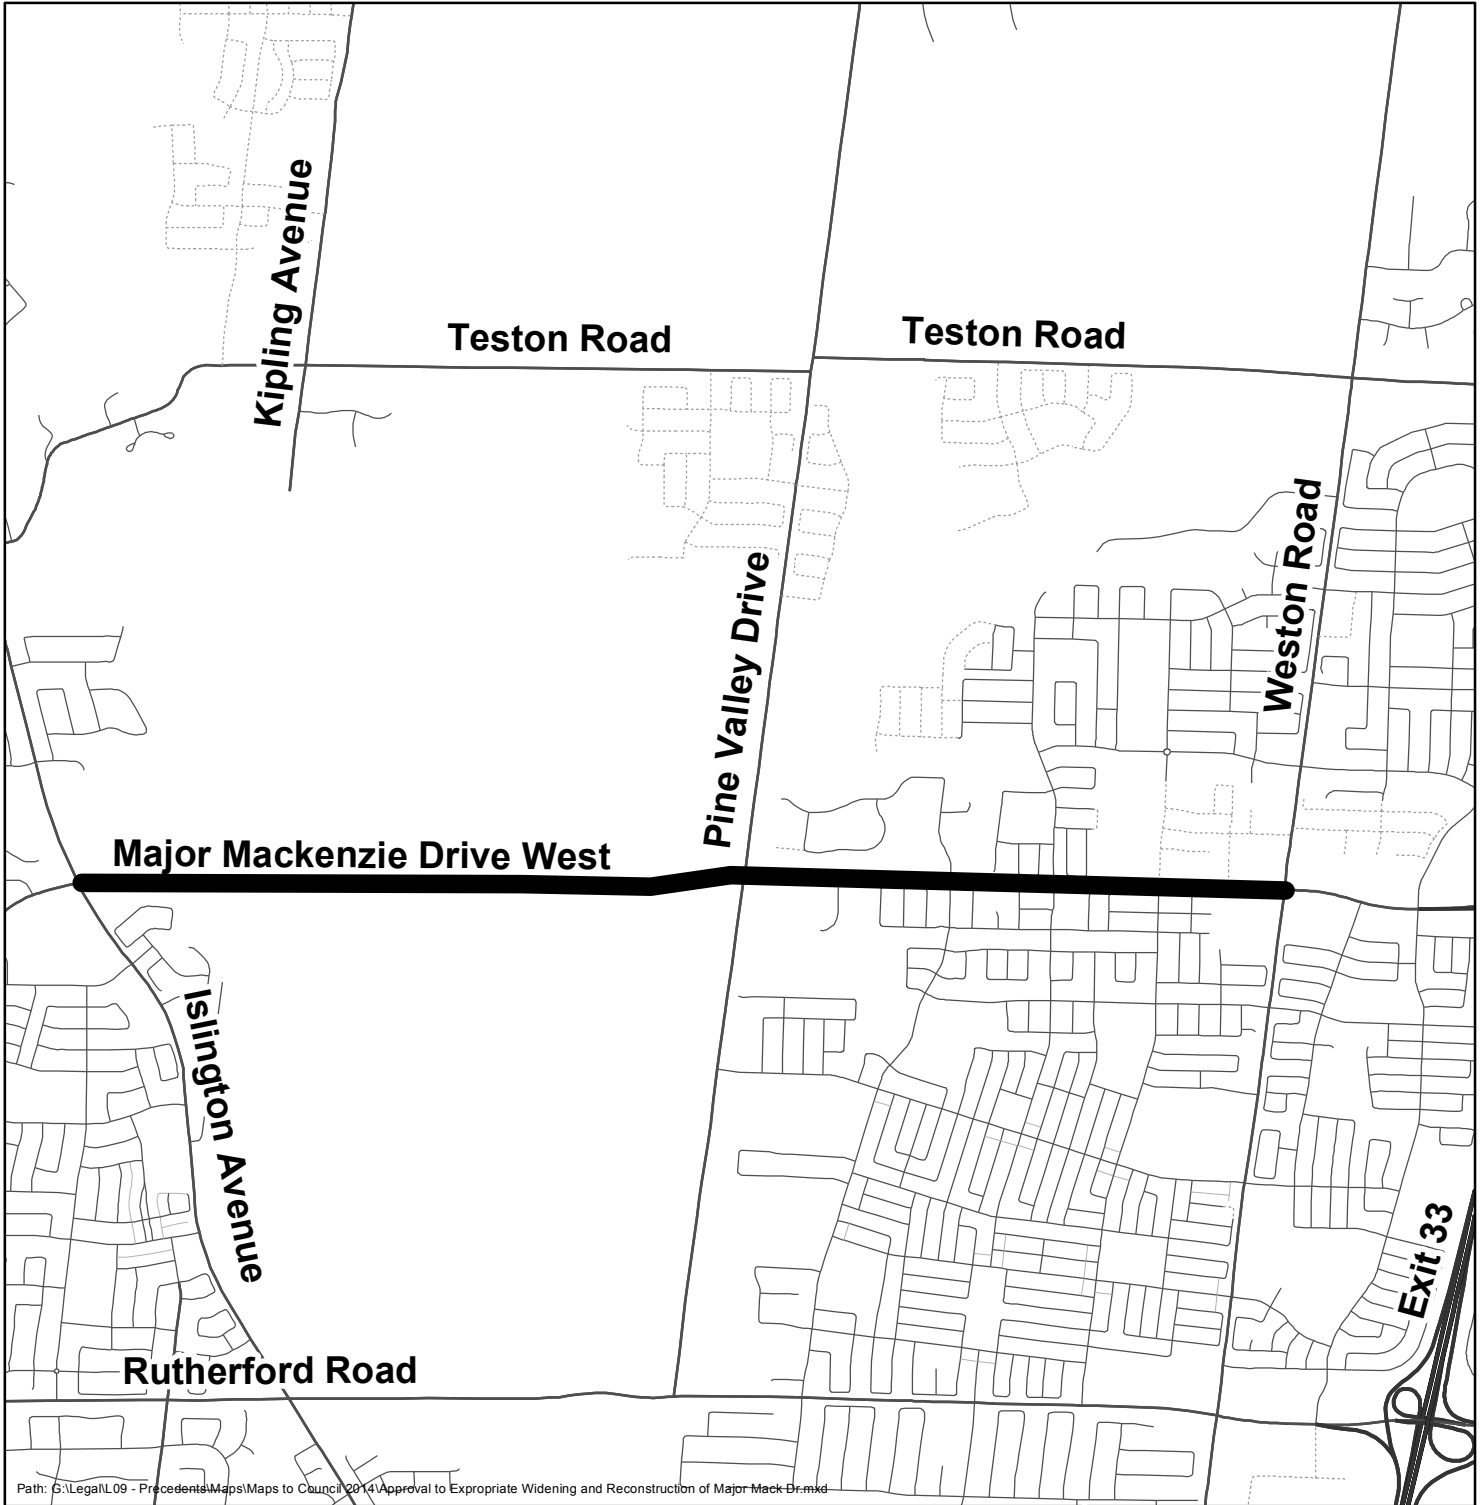 Kipling Avenue
Teston Road
Teston Road
Weston Road
Pine Valley Drive
Major Mackenzie Drive West
Islington Avenue
Exit 33
Rutherford Road
Path: G:\Legal\L09 - Precedents\Maps\Maps to Council 2014\Approval to Expropriate Widening and Reconstruction of Major Mack Dr.mxd